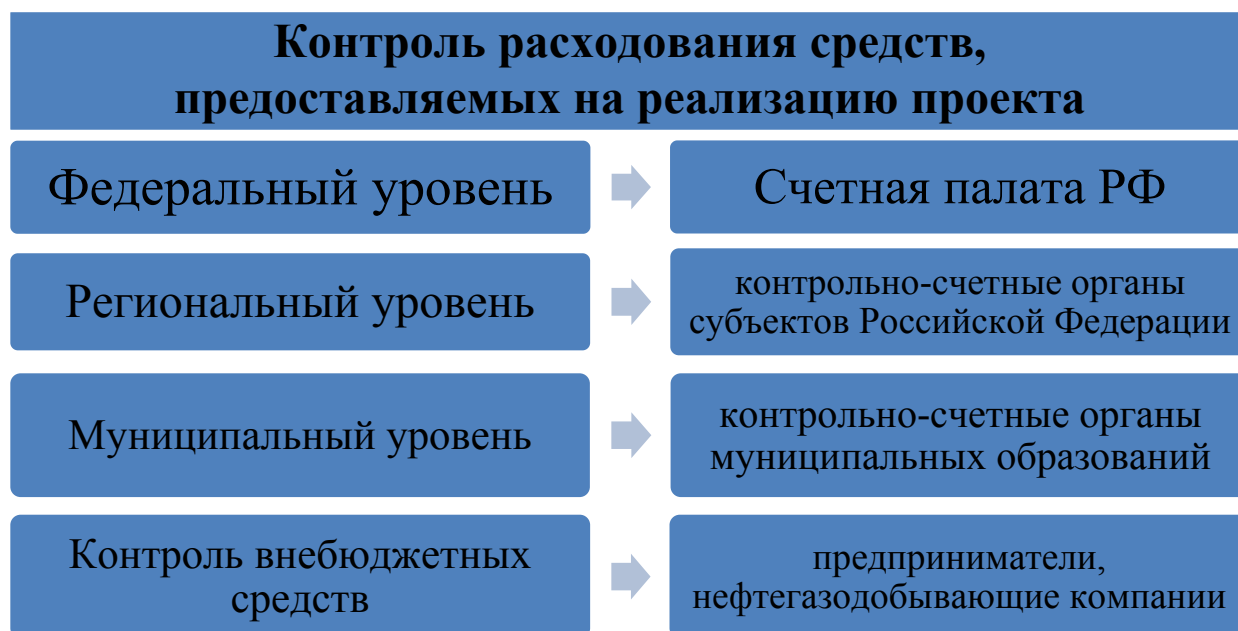 Контроль расходования средств,
предоставляемых на реализацию проекта
Федеральный уровень
Счетная палата РФ
Региональный уровень
контрольно-счетные органы
субъектов Российской Федерации
Муниципальный уровень
контрольно-счетные органы
муниципальных образований
Контроль внебюджетных
средств
предприниматели,
нефтегазодобывающие компании